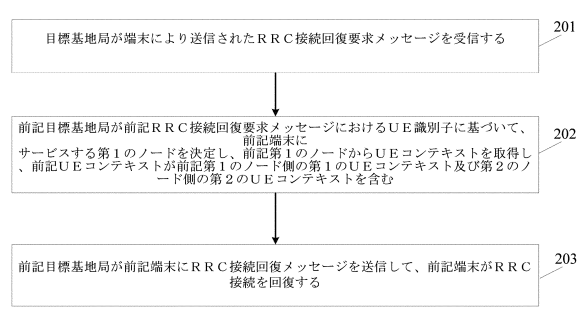 目標基地局が端末により送信されたＲＲＣ接続回復要求メッセージを受信する
201
前記目標基地局が前記ＲＲＣ接続回復要求メッセージにおけるＵＥ識別子に基づいて、
前記端末に
サービスする第１のノードを決定し、前記第１のノードからＵＥコンテキストを取得し
、前記ＵＥコンテキストが前記第１のノード側の第１のＵＥコンテキスト及び第２のノ
ード側の第２のＵＥコンテキストを含む
202
前記目標基地局が前記端末にＲＲＣ接続回復メッセージを送信して、前記端末がＲＲＣ
接続を回復する
203